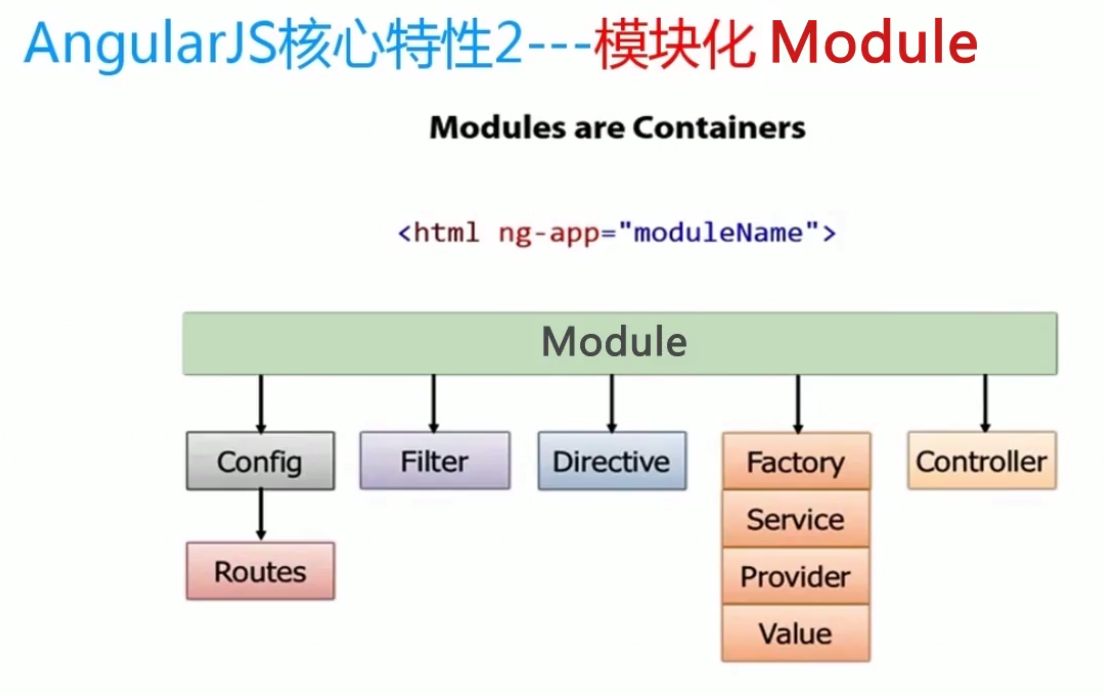 AngularJS核心特性2---模块化 Module
Modules are Containers
<html ng-app="moduleName">
Module
Config
Filter
Directive
Factory
Controller
Service
Routes
Provider
Value